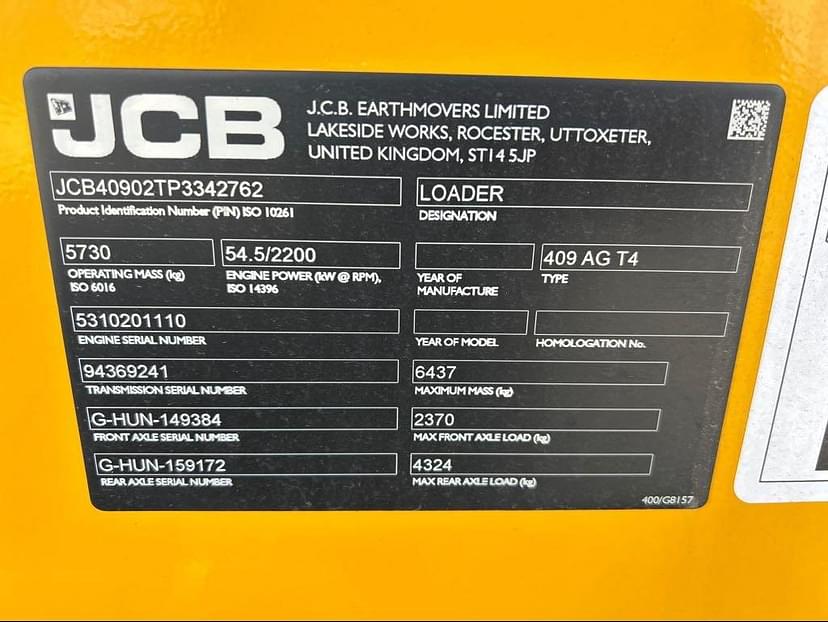 JCB
J.C.B. EARTHMOVERS LIMITED
LAKESIDE WORKS, ROCESTER, UTTOXETER,
UNITED KINGDOM, ST14 5JP
JCB40902TP3342762
Product Identification Number (PIN) ISO 10261
LOADER
DESIGNATION
5730
OPERATING MASS (kg)
ISO 6016
54.5/2200
ENGINE POWER (kW @ RPM),
ISO 14396
YEAR OF
MANUFACTURE
409 AG T4
TYPE
5310201110
ENGINE SERIAL NUMBER
YEAR OF MODEL
HOMOLOGATION No.
94369241
TRANSMISSION SERIAL NUMBER
6437
MAXIMUM MASS (kg)
G-HUN-149384
FRONT AXLE SERIAL NUMBER
2370
MAX FRONT AXLE LOAD (kg)
G-HUN-159172
REAR AXLE SERIAL NUMBER
4324
MAX REAR AXLE LOAD (kg)
400/G8157